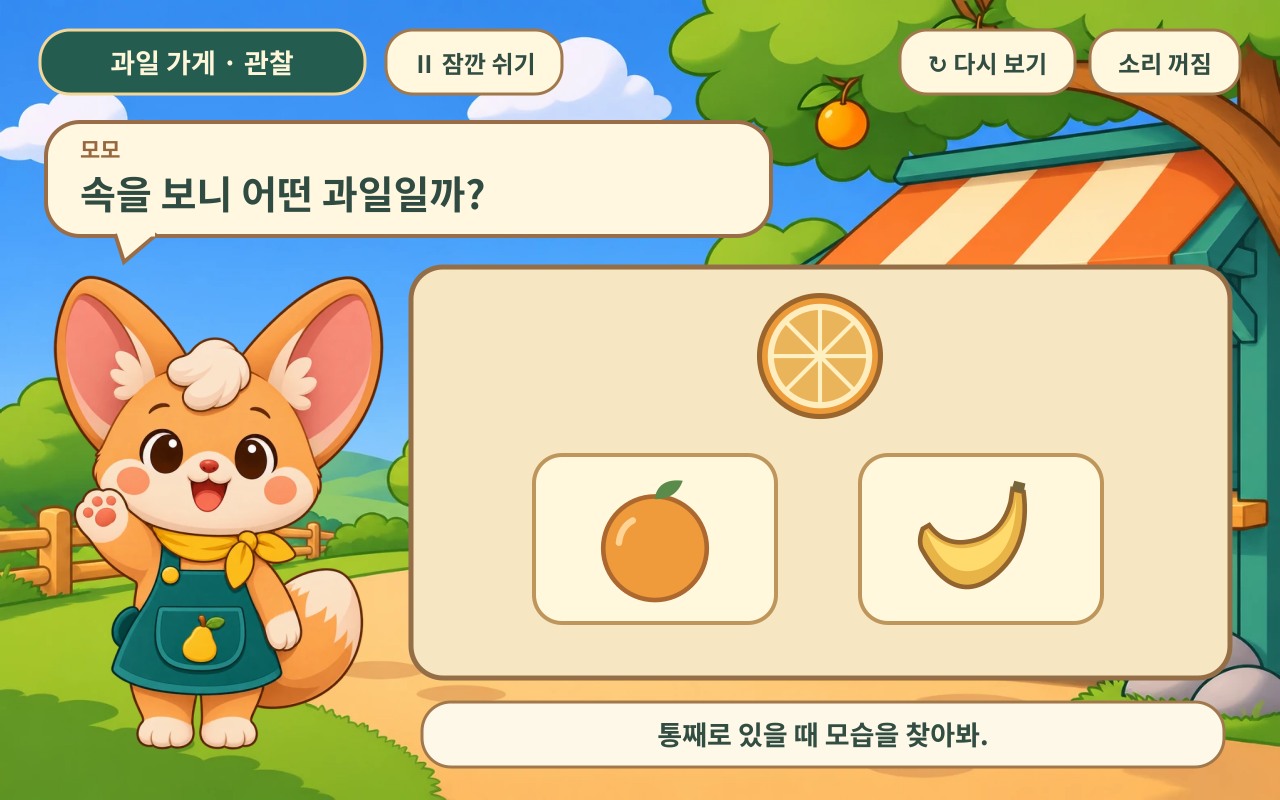 과일 가게 · 관찰
잠깐 쉬기
↻ 다시 보기
소리 꺼짐
모모
속을 보니 어떤 과일일까?
통째로 있을 때 모습을 찾아봐.